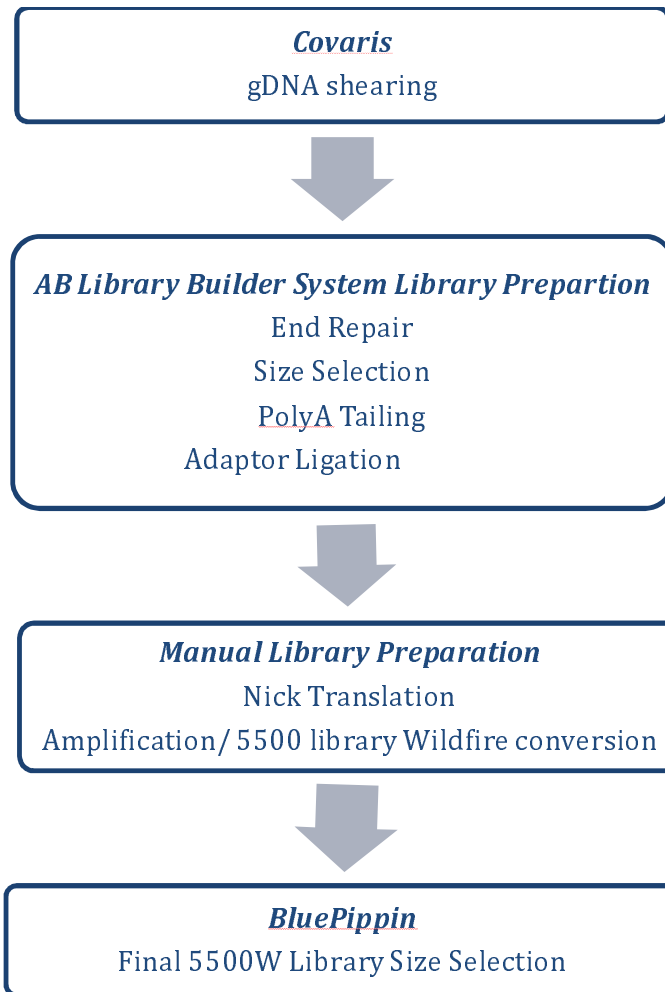 Covaris
gDNA shearing
AB Library Builder System Library Prepartion
End Repair
Size Selection
PolyA Tailing
Adaptor Ligation
Manual Library Preparation
Nick Translation
Amplification/ 5500 library Wildfire conversion
BluePippin
Final 5500W Library Size Selection